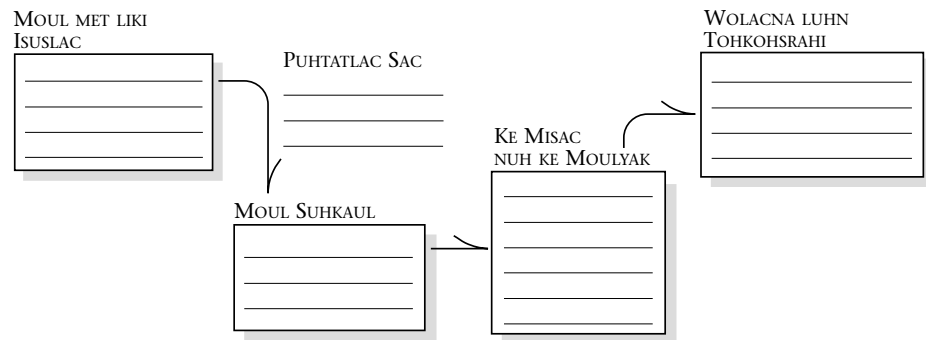 Moul met liki
Isuslac
Puhtatlac Sac
Moul Suhkaul
Ke Misac
nuh ke Moulyak
Wolacna luhn
Tohkohsrahi